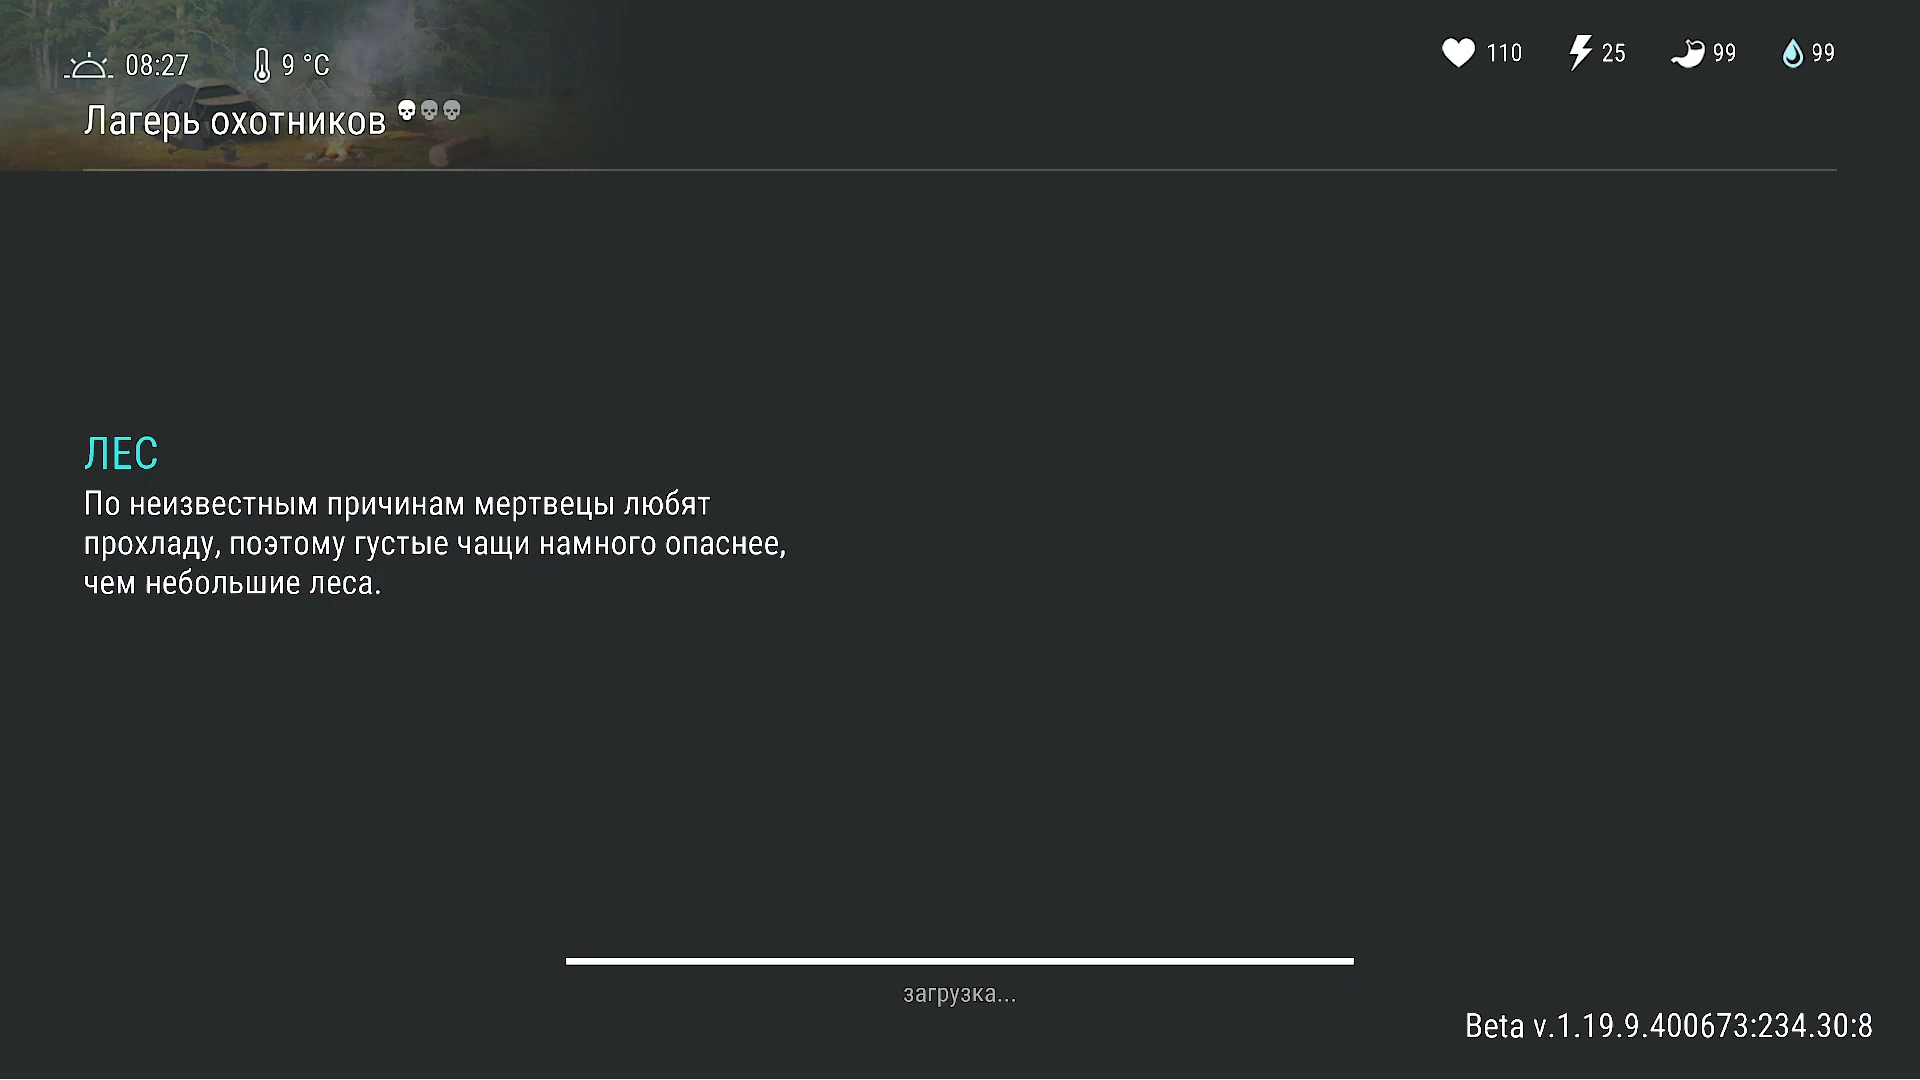 08:27 9 °C
110 25 99 99
Лагерь охотников
ЛЕС
По неизвестным причинам мертвецы любят
прохладу, поэтому густые чащи намного опаснее,
чем небольшие леса.
загрузка...
Beta v.1.19.9.400673:234.30:8